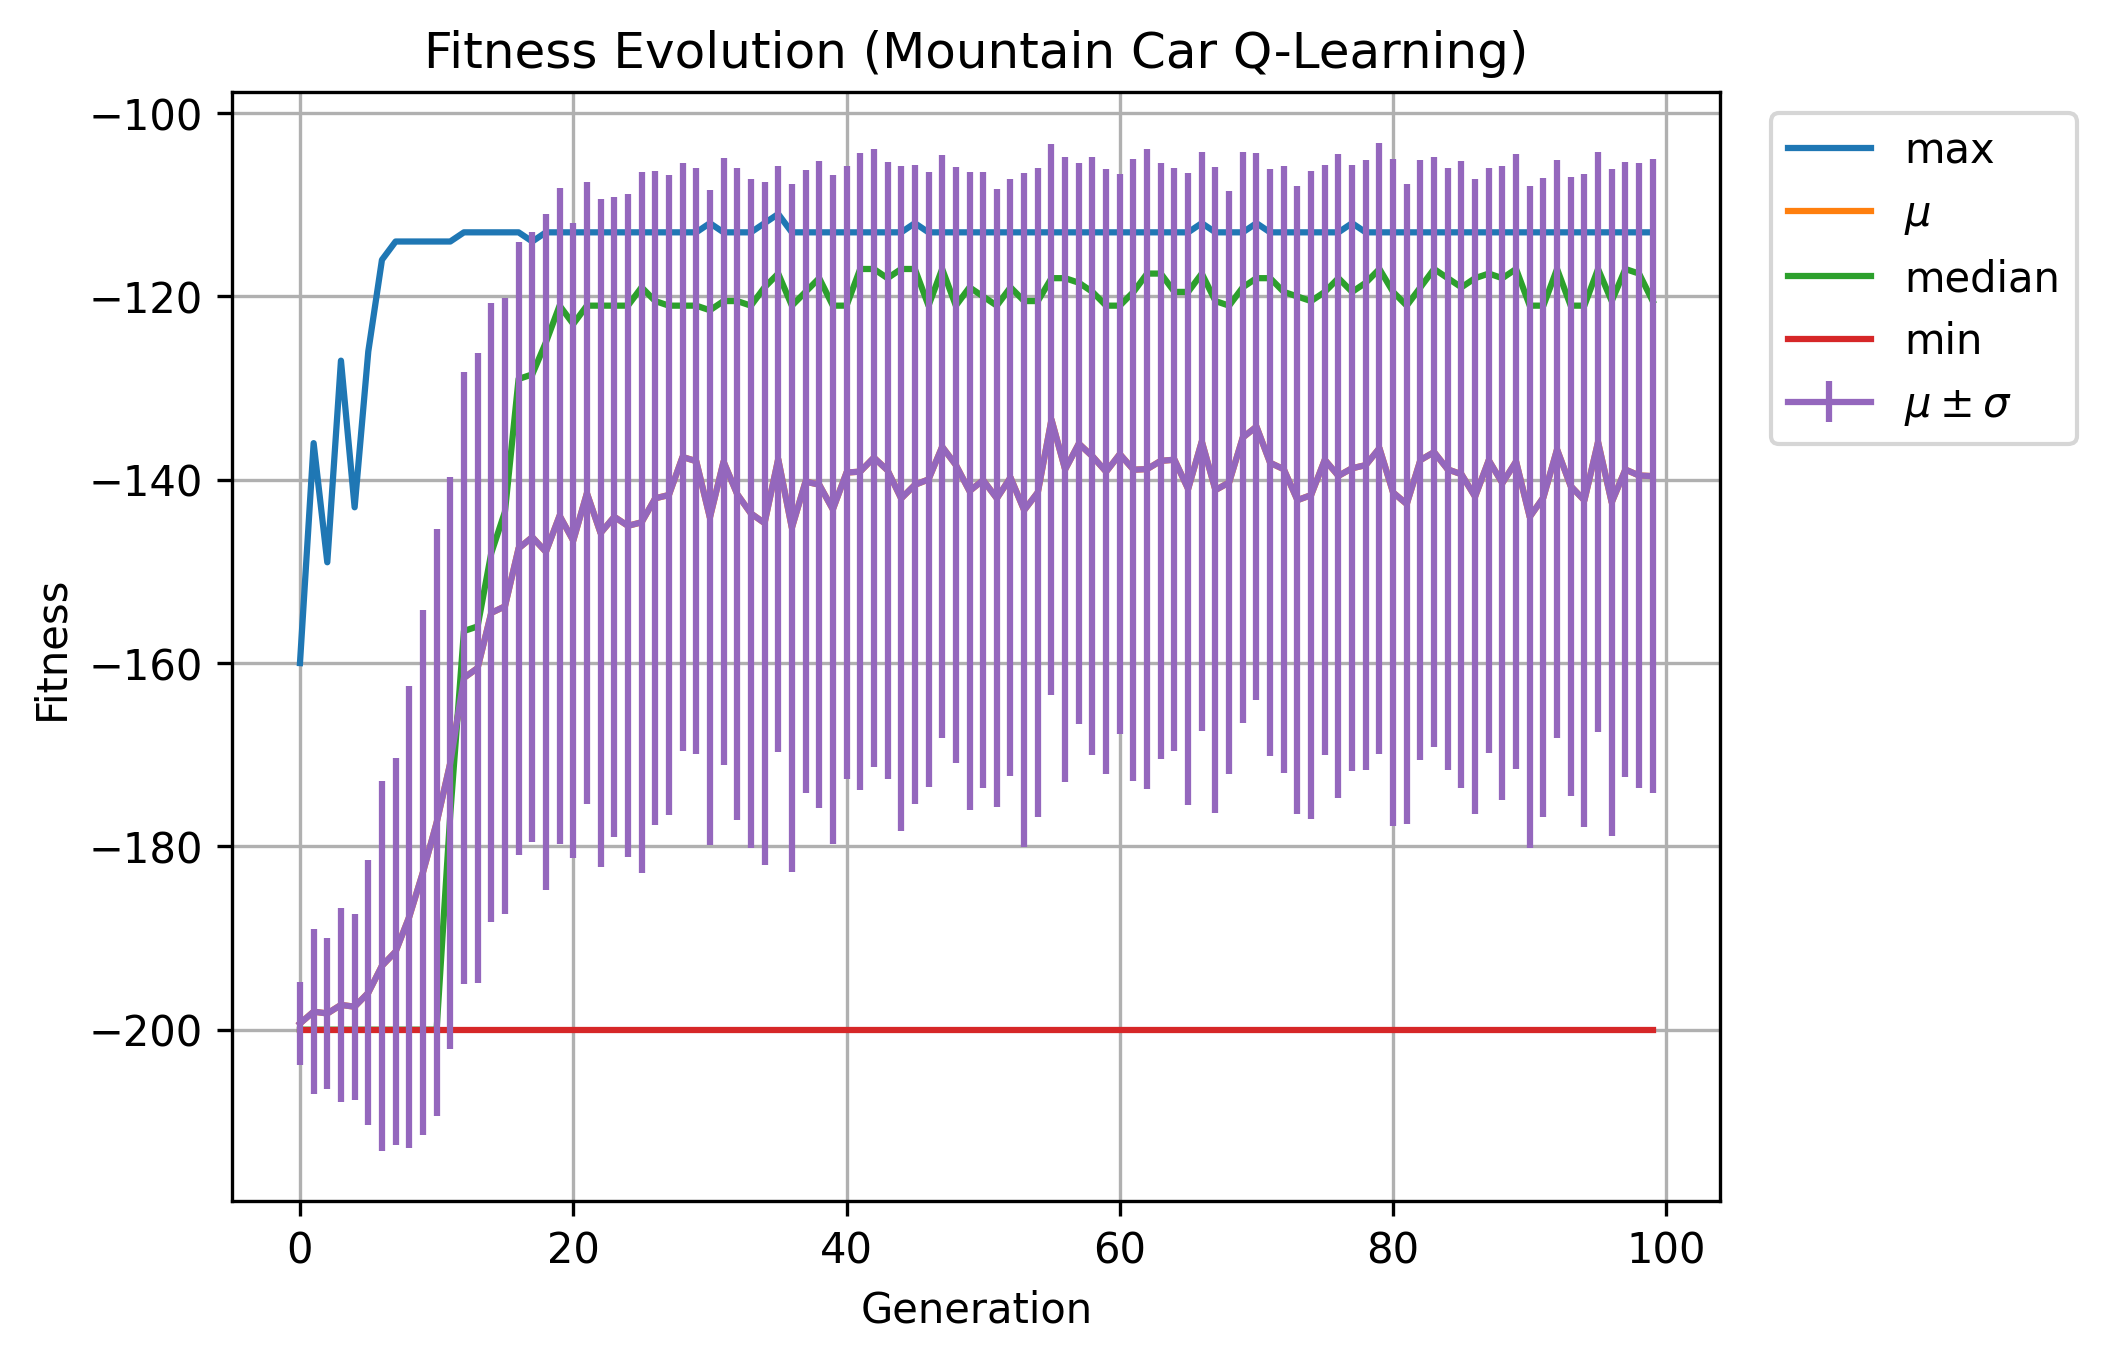 Fitness Evolution (Mountain Car Q-Learning)
−100
−120
−140
−160
−180
−200
Fitness
0 20 40 60 80 100
Generation
max
μ
median
min
μ ± σ